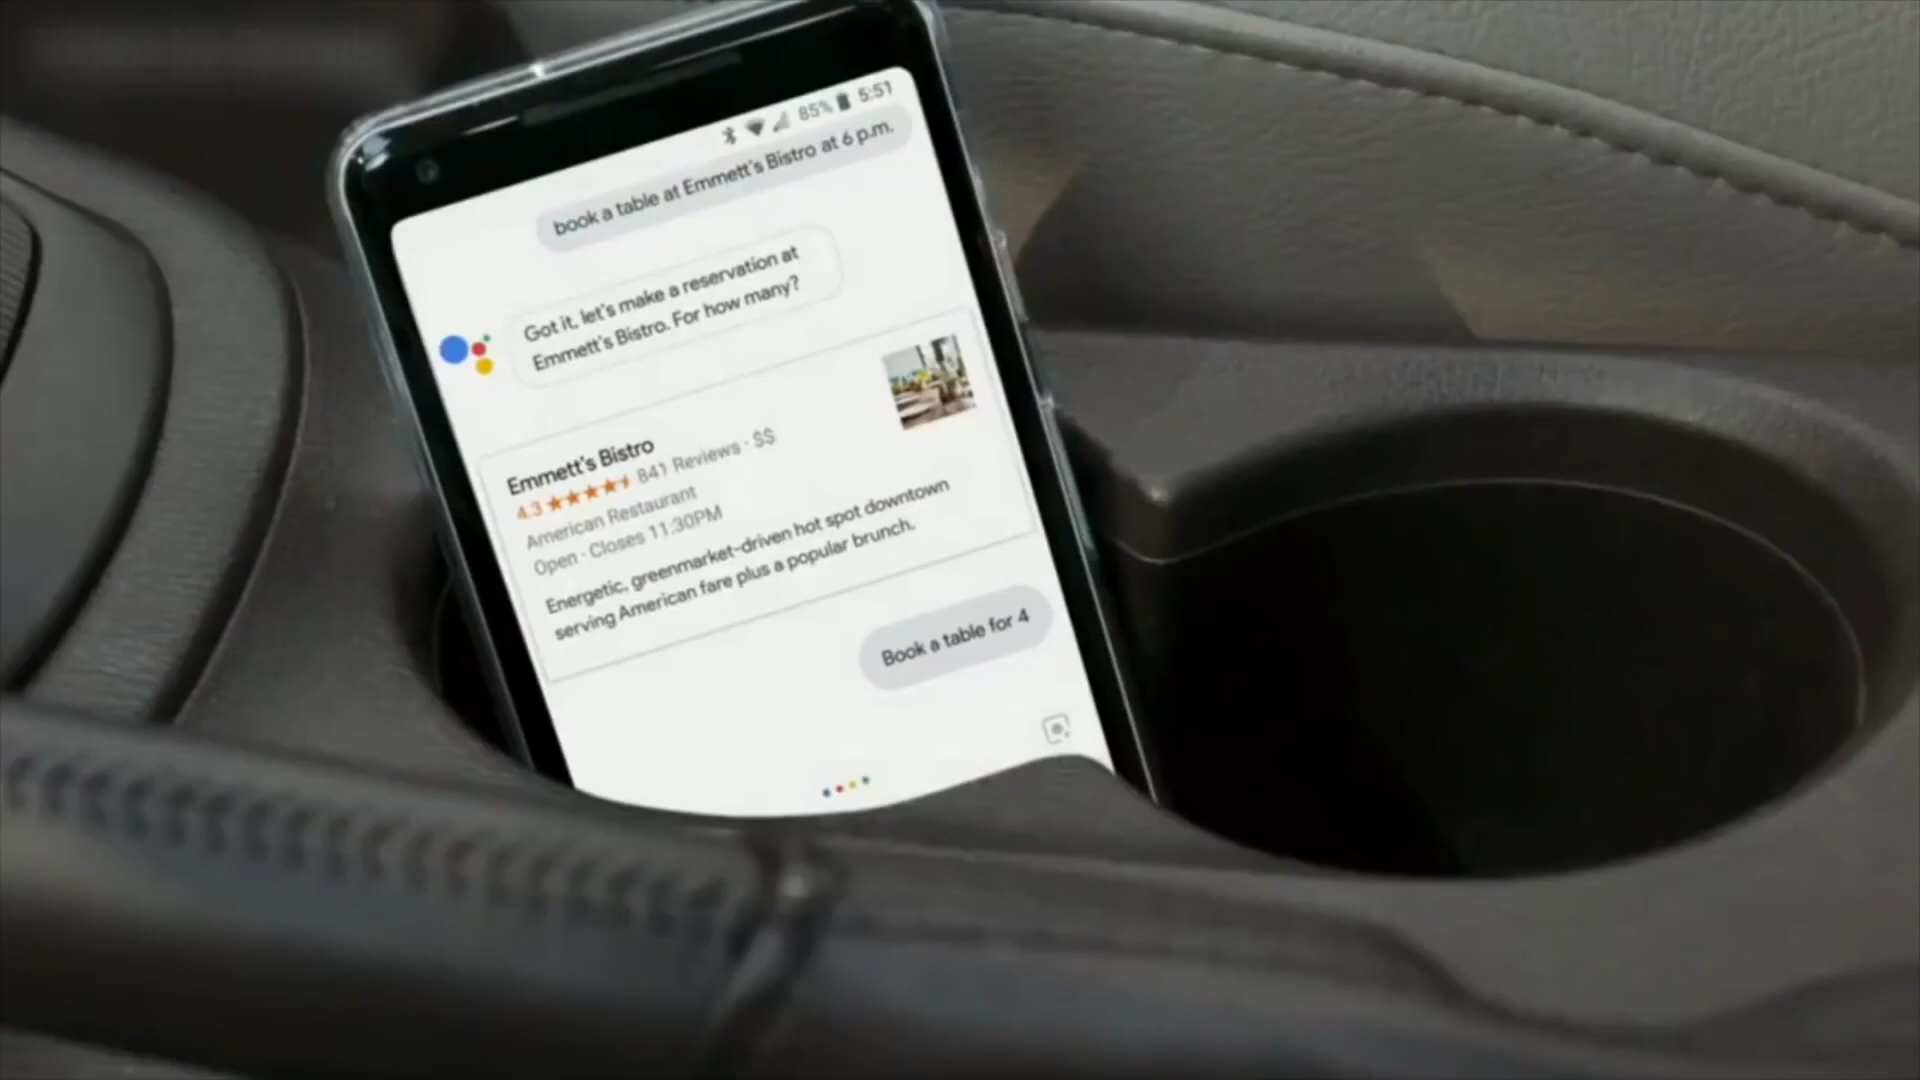 85% 5:51
book a table at Emmett's Bistro at 6 p.m.
Got it, let's make a reservation at
Emmett's Bistro. For how many?
Emmett's Bistro
4.3 841 Reviews · $$
American Restaurant
Open · Closes 11:30PM
Energetic, greenmarket-driven hot spot downtown
serving American fare plus a popular brunch.
Book a table for 4